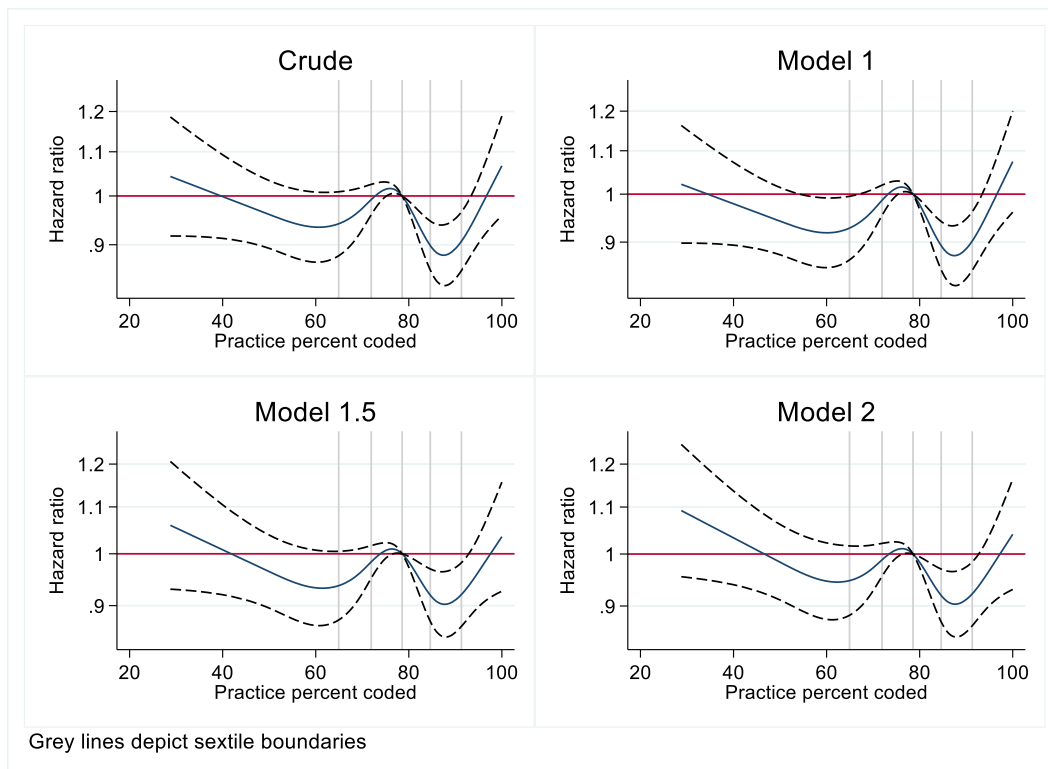 Crude
Hazard ratio
1.2
1.1
1
.9
20 40 60 80 100
Practice percent coded
Model 1
Hazard ratio
1.2
1.1
1
.9
20 40 60 80 100
Practice percent coded
Model 1.5
Hazard ratio
1.2
1.1
1
.9
20 40 60 80 100
Practice percent coded
Model 2
Hazard ratio
1.2
1.1
1
.9
20 40 60 80 100
Practice percent coded
Grey lines depict sextile boundaries